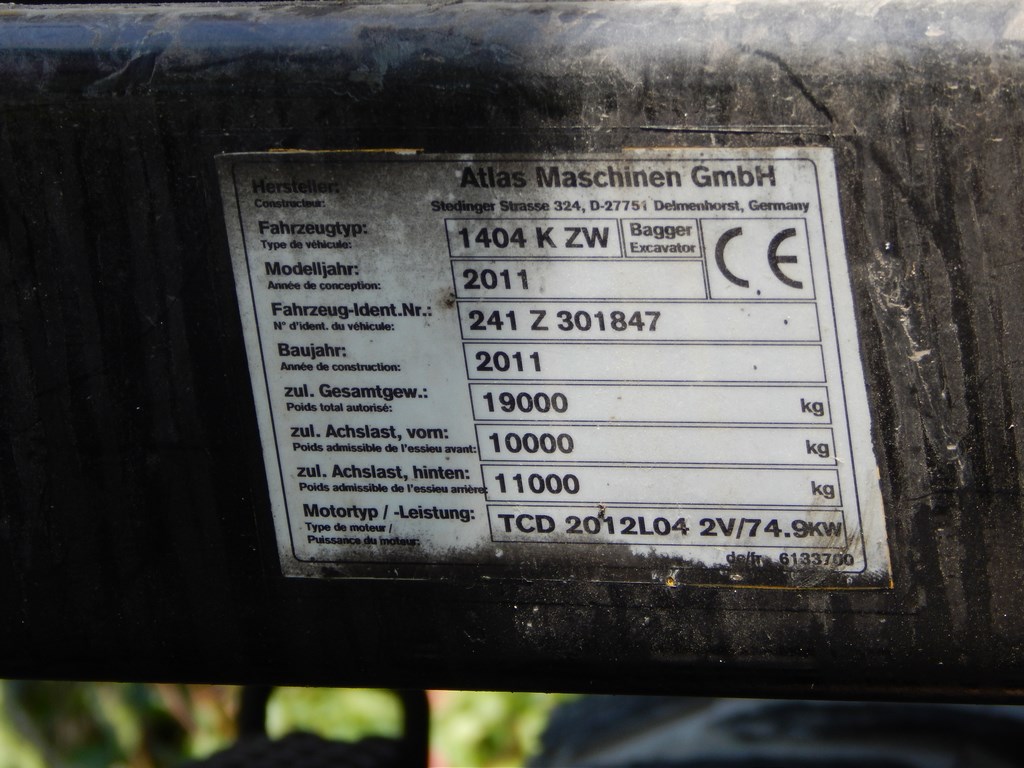 Hersteller: Atlas Maschinen GmbH
Constructeur: Stedinger Strasse 324, D-27751 Delmenhorst, Germany
Fahrzeugtyp: 1404 K ZW Bagger
Type de véhicule: Excavator CE
Modelljahr: 2011
Année de conception:
Fahrzeug-Ident.Nr.: 241 Z 301847
N° d'ident. du véhicule:
Baujahr: 2011
Année de construction:
zul. Gesamtgew.: 19000 kg
Poids total autorisé:
zul. Achslast, vorn: 10000 kg
Poids admissible de l'essieu avant:
zul. Achslast, hinten: 11000 kg
Poids admissible de l'essieu arrière:
Motortyp / -Leistung: TCD 2012L04 2V/74.9KW
Type de moteur /
Puissance du moteur:
de/fr 6133700